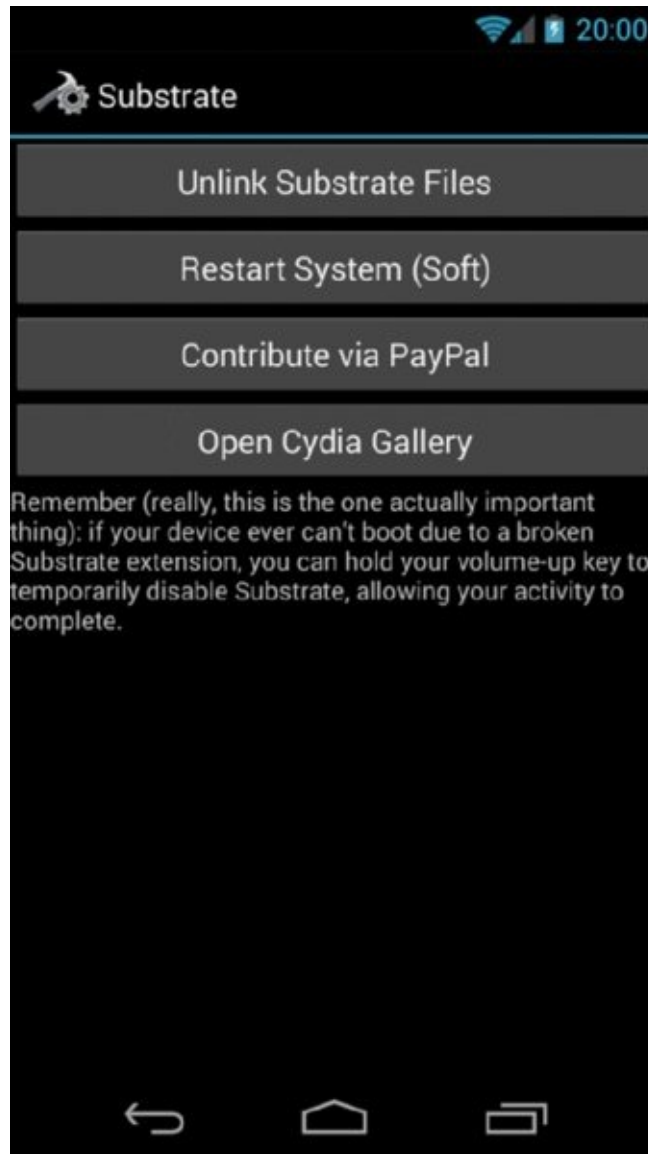 20:00
Substrate
Unlink Substrate Files
Restart System (Soft)
Contribute via PayPal
Open Cydia Gallery
Remember (really, this is the one actually important
thing): if your device ever can't boot due to a broken
Substrate extension, you can hold your volume-up key to
temporarily disable Substrate, allowing your activity to
complete.